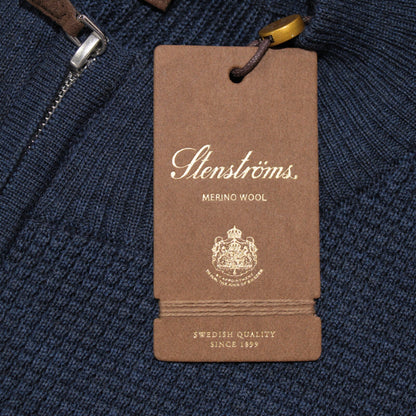 Stenströms
MERINO WOOL
SWEDISH QUALITY
SINCE 1899